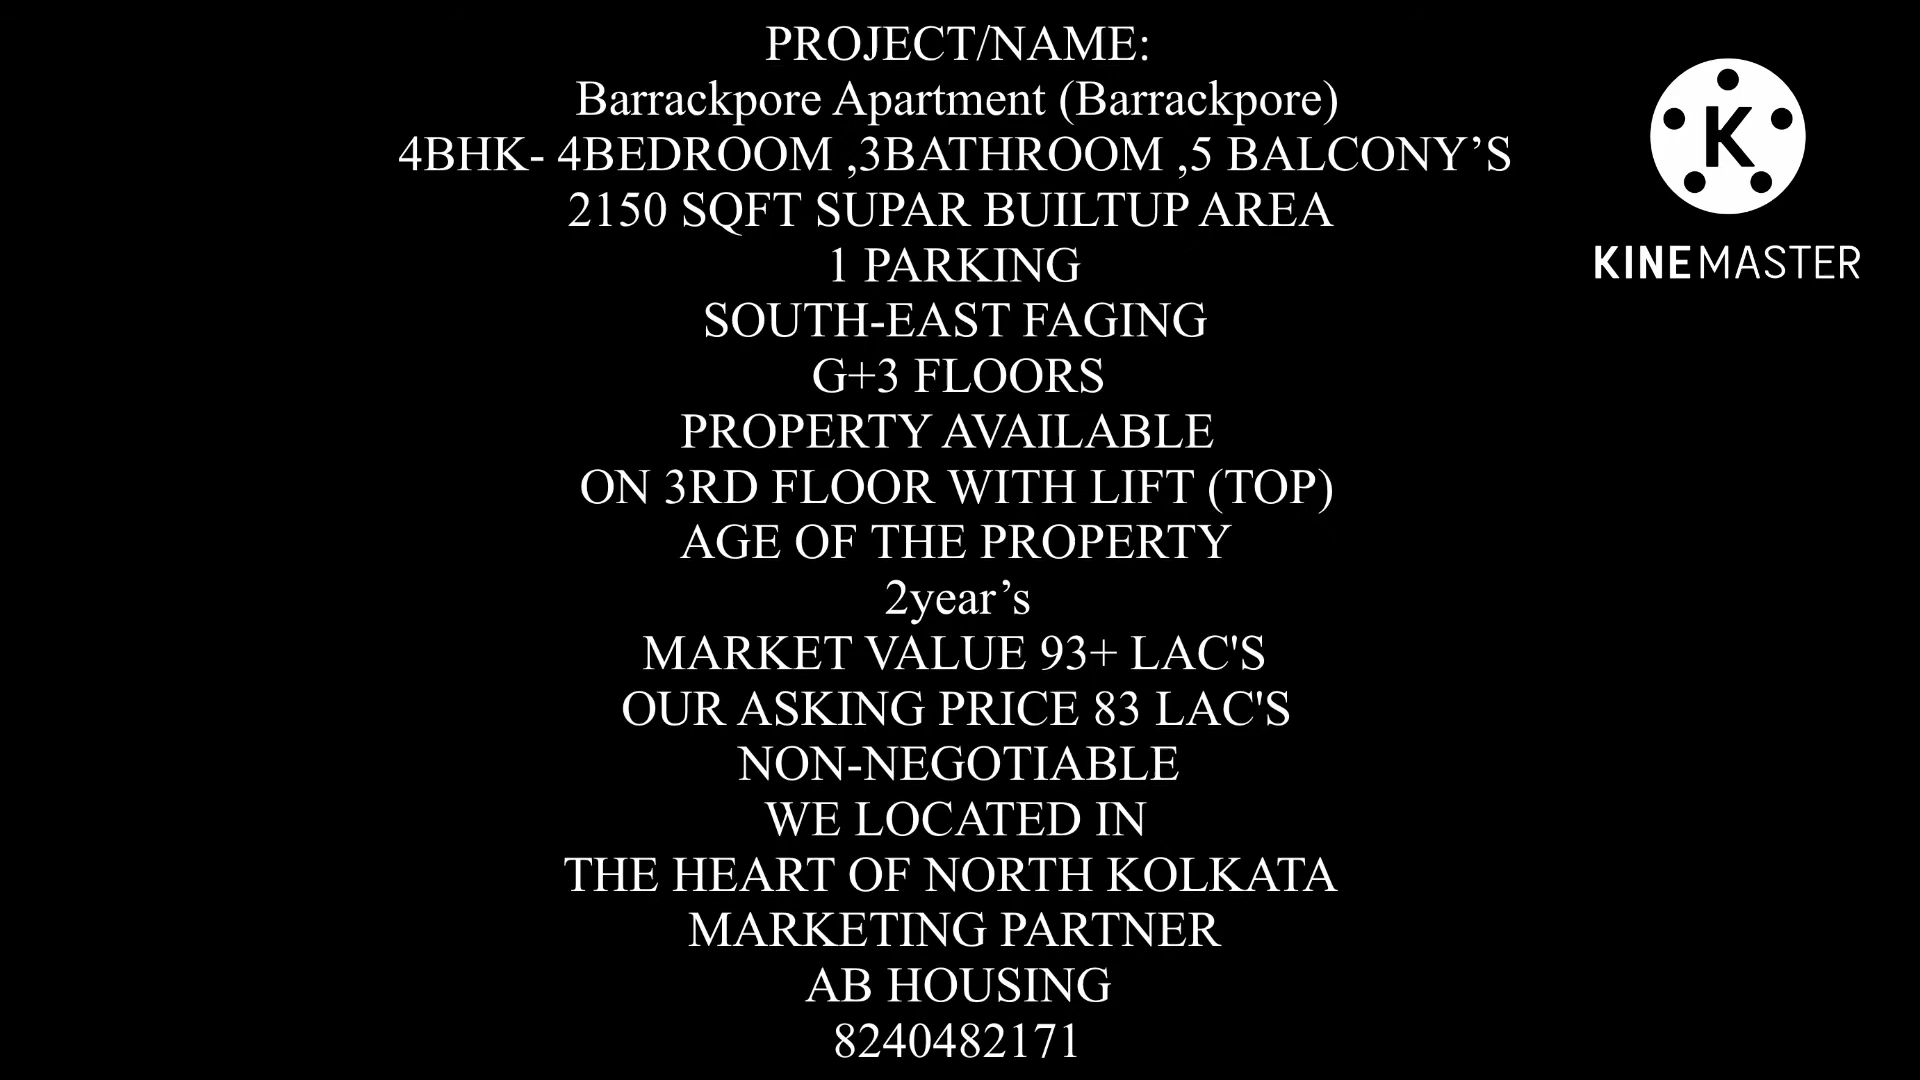 PROJECT/NAME:
Barrackpore Apartment (Barrackpore)
4BHK- 4BEDROOM ,3BATHROOM ,5 BALCONY’S
2150 SQFT SUPAR BUILTUP AREA
1 PARKING
SOUTH-EAST FAGING
G+3 FLOORS
PROPERTY AVAILABLE
ON 3RD FLOOR WITH LIFT (TOP)
AGE OF THE PROPERTY
2year’s
MARKET VALUE 93+ LAC'S
OUR ASKING PRICE 83 LAC'S
NON-NEGOTIABLE
WE LOCATED IN
THE HEART OF NORTH KOLKATA
MARKETING PARTNER
AB HOUSING
8240482171
K
KINEMASTER